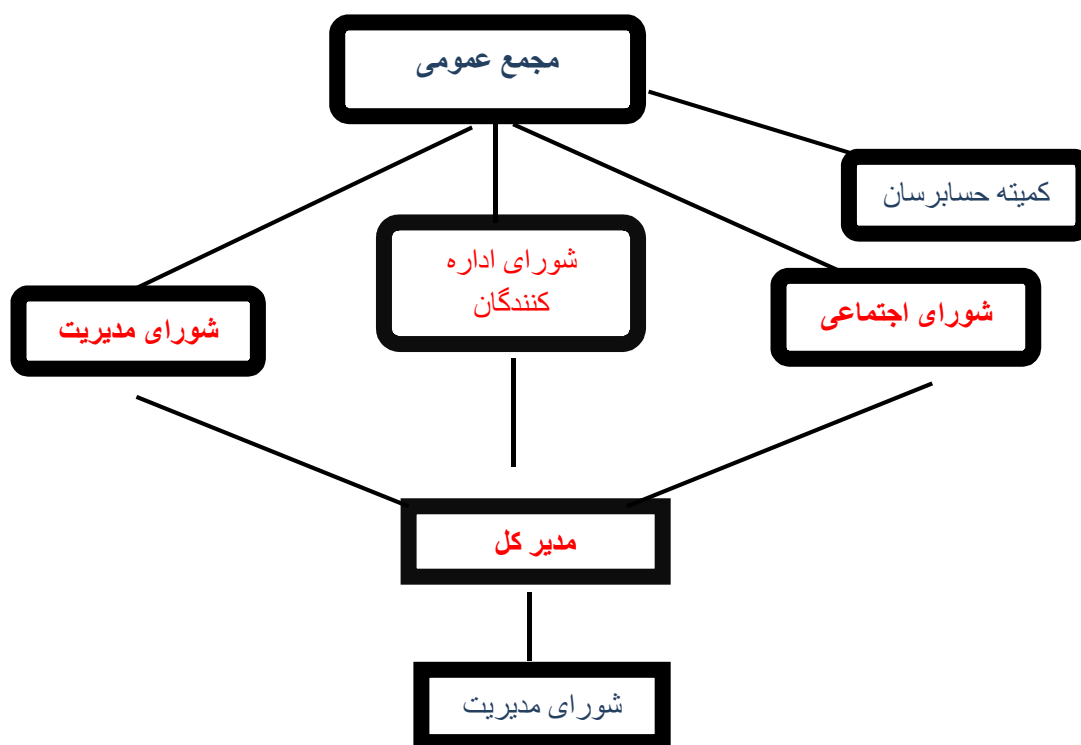 مجمع عمومی
کمیته حسابرسان
شورای اداره
کنندگان
شورای اجتماعی
شورای مدیریت
مدیر کل
شورای مدیریت